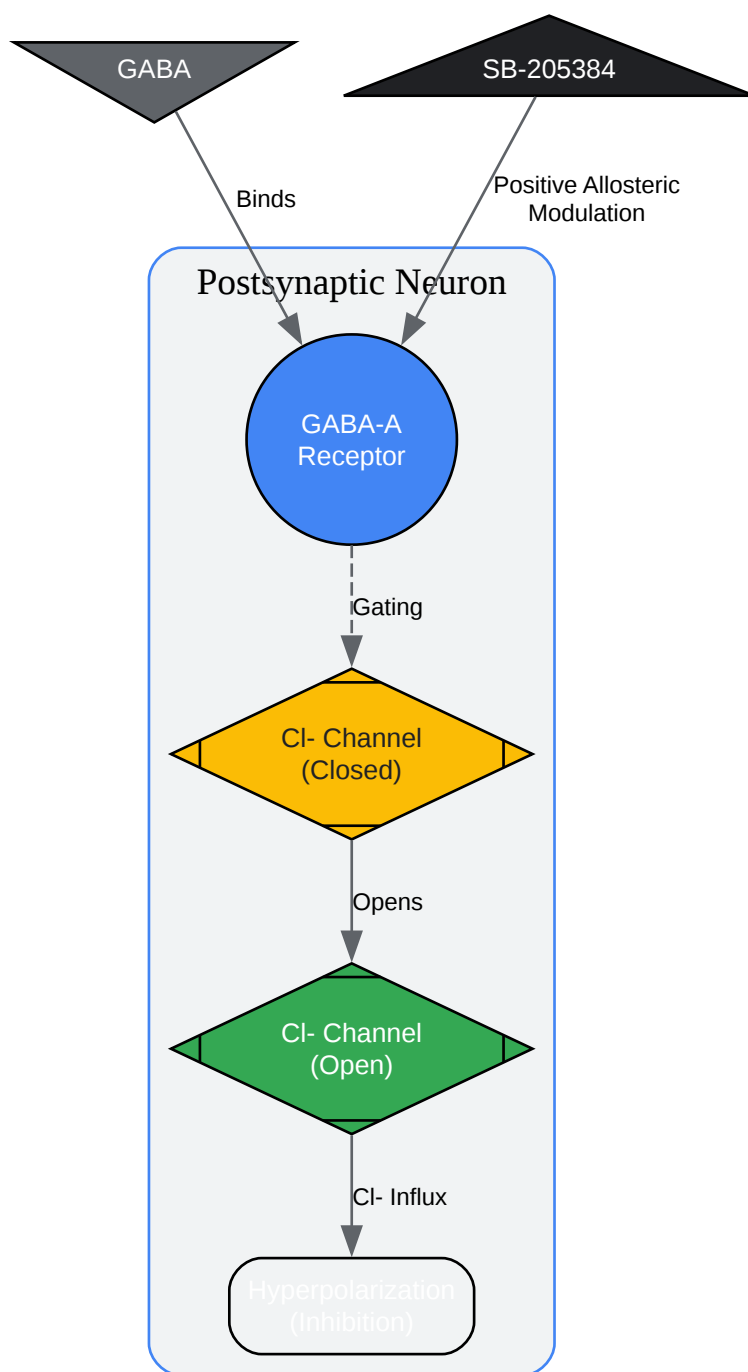 GABA
SB-205384
Binds
Positive Allosteric
Modulation
Postsynaptic Neuron
GABA-A
Receptor
Gating
Cl- Channel
(Closed)
Opens
Cl- Channel
(Open)
Cl- Influx
Hyperpolarization
(Inhibition)